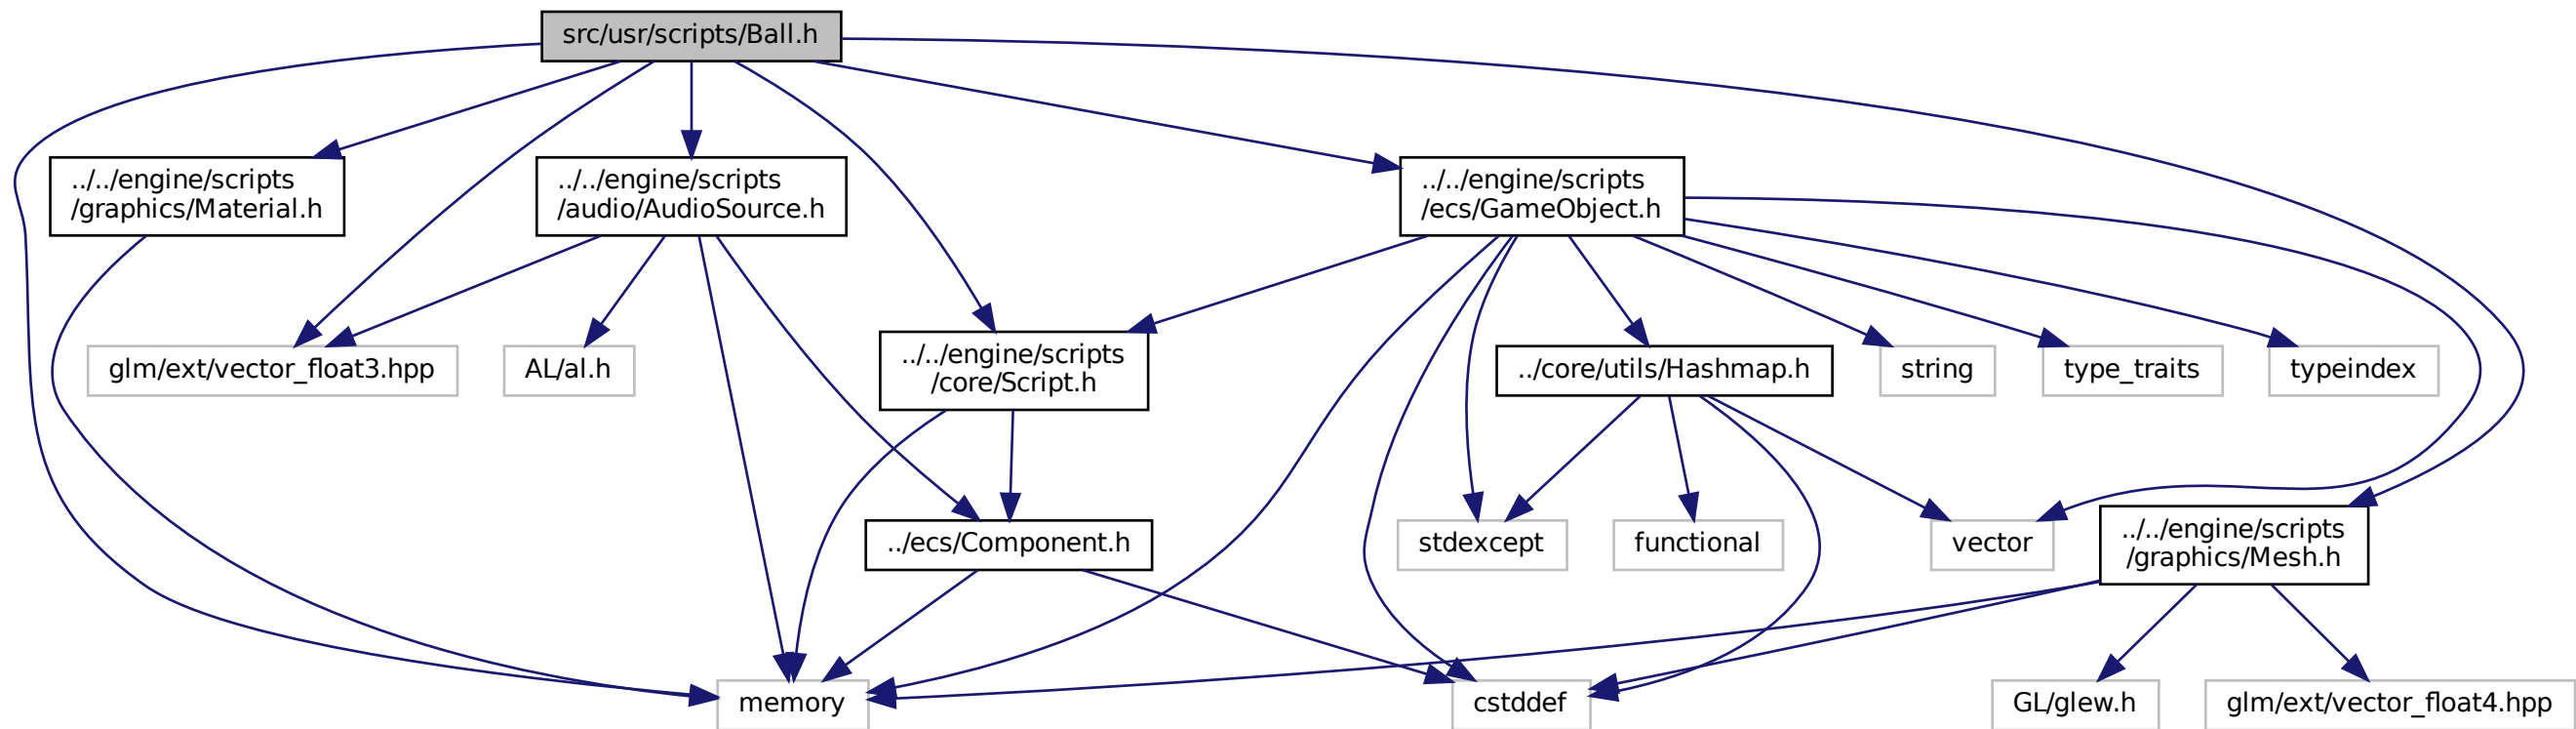 src/usr/scripts/Ball.h
../../engine/scripts
/graphics/Material.h
../../engine/scripts
/audio/AudioSource.h
../../engine/scripts
/ecs/GameObject.h
glm/ext/vector_float3.hpp
AL/al.h
../../engine/scripts
/core/Script.h
../core/utils/Hashmap.h
string
type_traits
typeindex
../ecs/Component.h
stdexcept
functional
vector
../../engine/scripts
/graphics/Mesh.h
memory
cstddef
GL/glew.h
glm/ext/vector_float4.hpp